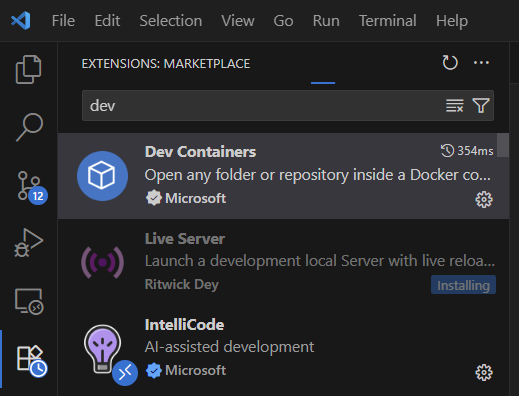 File Edit Selection View Go Run Terminal Help
EXTENSIONS: MARKETPLACE
dev
Dev Containers 354ms
Open any folder or repository inside a Docker co...
Microsoft
12
Live Server
Launch a development local Server with live reloa...
Ritwick Dey Installing
IntelliCode
AI-assisted development
Microsoft